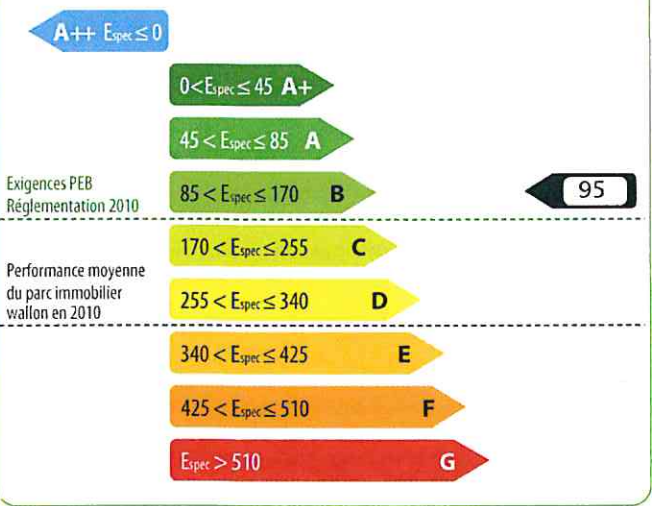 A++ Espec ≤ 0
0 < Espec ≤ 45 A+
45 < Espec ≤ 85 A
Exigences PEB
Réglementation 2010
85 < Espec ≤ 170 B
95
170 < Espec ≤ 255 C
Performance moyenne
du parc immobilier
wallon en 2010
255 < Espec ≤ 340 D
340 < Espec ≤ 425 E
425 < Espec ≤ 510 F
Espec > 510 G